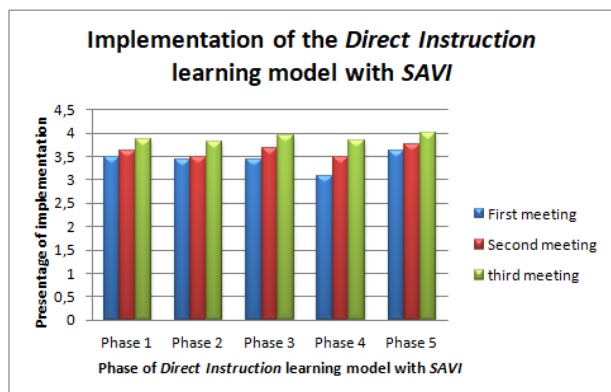 Implementation of the Direct Instruction
learning model with SAVI
Presentage of implementation
4,5
4
3,5
3
2,5
2
1,5
1
0,5
0
Phase 1 Phase 2 Phase 3 Phase 4 Phase 5
Phase of Direct Instruction learning model with SAVI
First meeting
Second meeting
third meeting